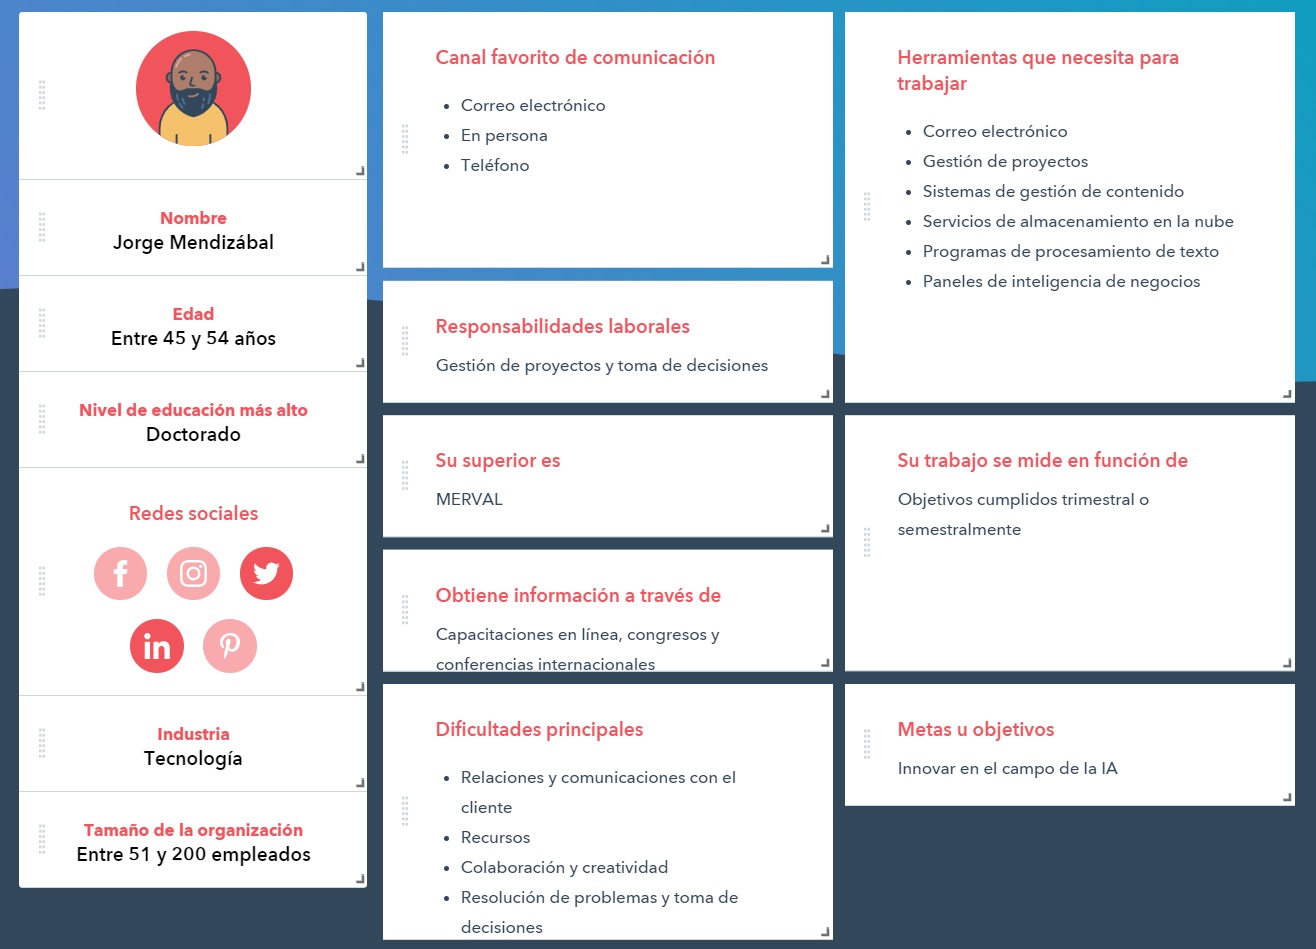 Nombre
Jorge Mendizábal
Edad
Entre 45 y 54 años
Nivel de educación más alto
Doctorado
Redes sociales
Industria
Tecnología
Tamaño de la organización
Entre 51 y 200 empleados
Canal favorito de comunicación
Correo electrónico
En persona
Teléfono
Responsabilidades laborales
Gestión de proyectos y toma de decisiones
Su superior es
MERVAL
Obtiene información a través de
Capacitaciones en línea, congresos y
conferencias internacionales
Dificultades principales
Relaciones y comunicaciones con el
cliente
Recursos
Colaboración y creatividad
Resolución de problemas y toma de
decisiones
Herramientas que necesita para
trabajar
Correo electrónico
Gestión de proyectos
Sistemas de gestión de contenido
Servicios de almacenamiento en la nube
Programas de procesamiento de texto
Paneles de inteligencia de negocios
Su trabajo se mide en función de
Objetivos cumplidos trimestral o
semestralmente
Metas u objetivos
Innovar en el campo de la IA